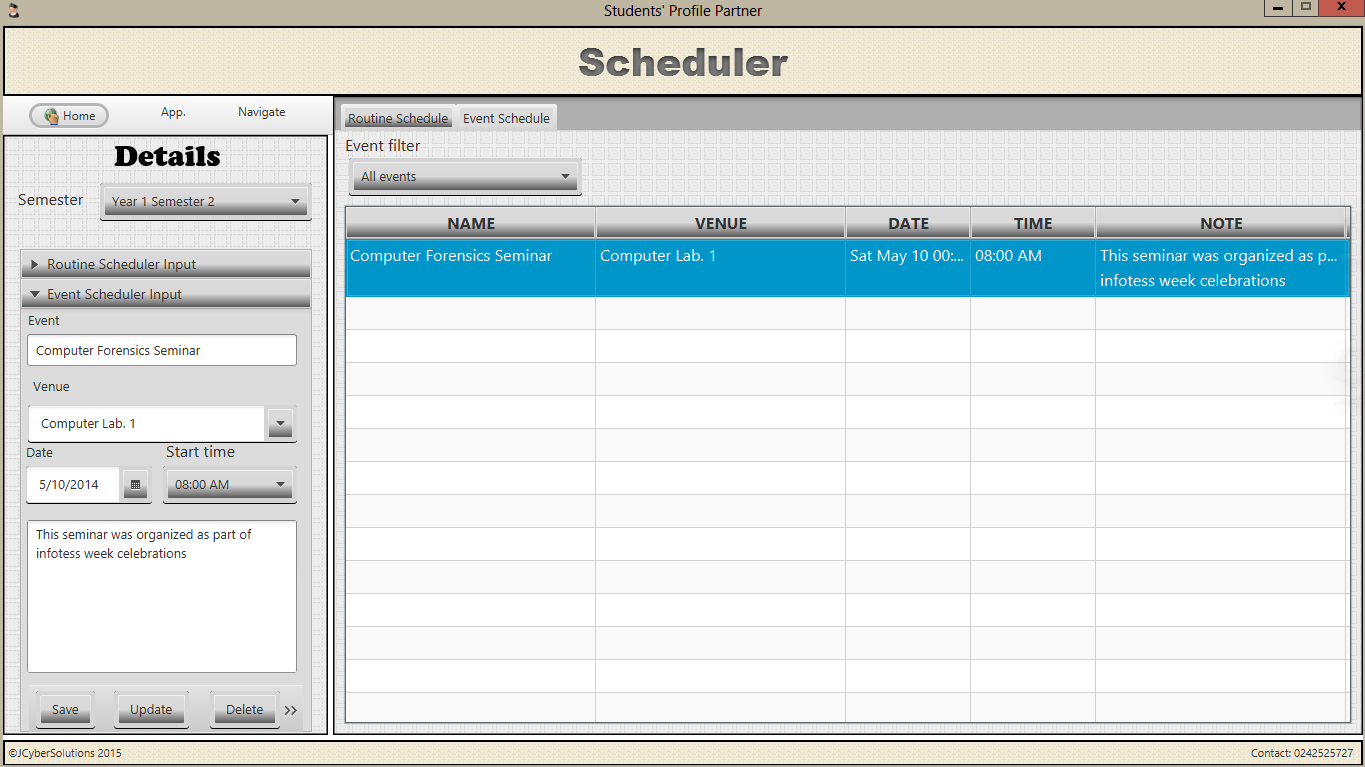 Students' Profile Partner
Scheduler
Home
App.
Navigate
Details
Semester
Year 1 Semester 2
Routine Scheduler Input
Event Scheduler Input
Event
Computer Forensics Seminar
Venue
Computer Lab. 1
Date
Start time
5/10/2014
08:00 AM
This seminar was organized as part of
infotess week celebrations
Save
Update
Delete
>>
Routine Schedule
Event Schedule
Event filter
All events
NAME VENUE DATE TIME NOTE
Computer Forensics Seminar Computer Lab. 1 Sat May 10 00:... 08:00 AM This seminar was organized as p...
infotess week celebrations
©JCyberSolutions 2015
Contact: 0242525727